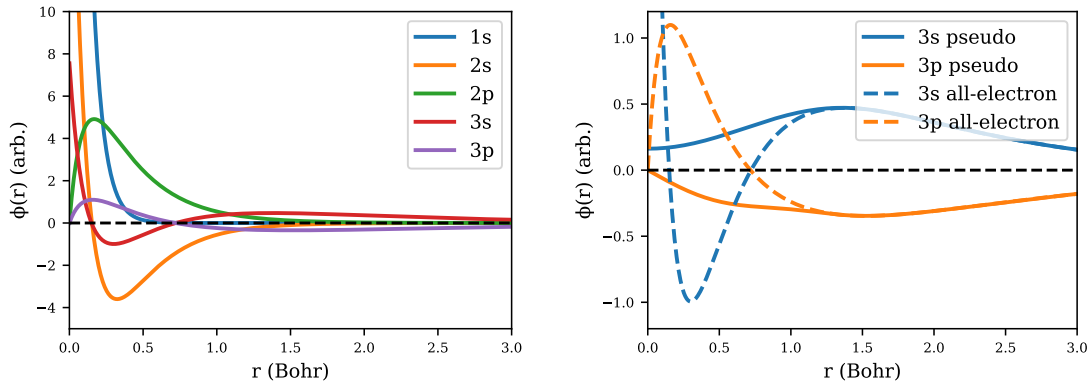 10
8
6
4
2
0
−2
−4
ϕ(r) (arb.)
0.0 0.5 1.0 1.5 2.0 2.5 3.0
r (Bohr)
1s
2s
2p
3s
3p
1.0
0.5
0.0
−0.5
−1.0
ϕ(r) (arb.)
0.0 0.5 1.0 1.5 2.0 2.5 3.0
r (Bohr)
3s pseudo
3p pseudo
3s all-electron
3p all-electron